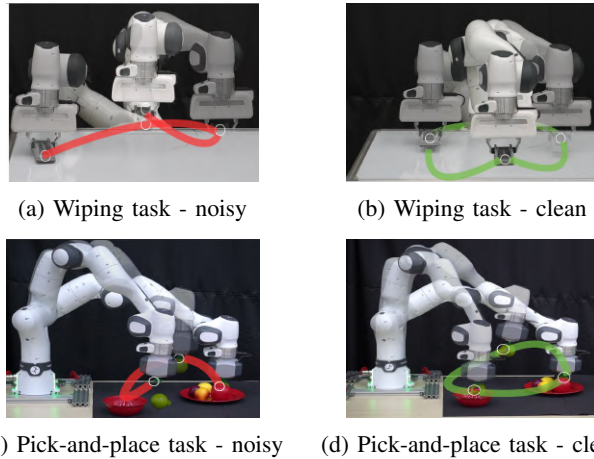 (a) Wiping task - noisy
(b) Wiping task - clean
) Pick-and-place task - noisy
(d) Pick-and-place task - cle